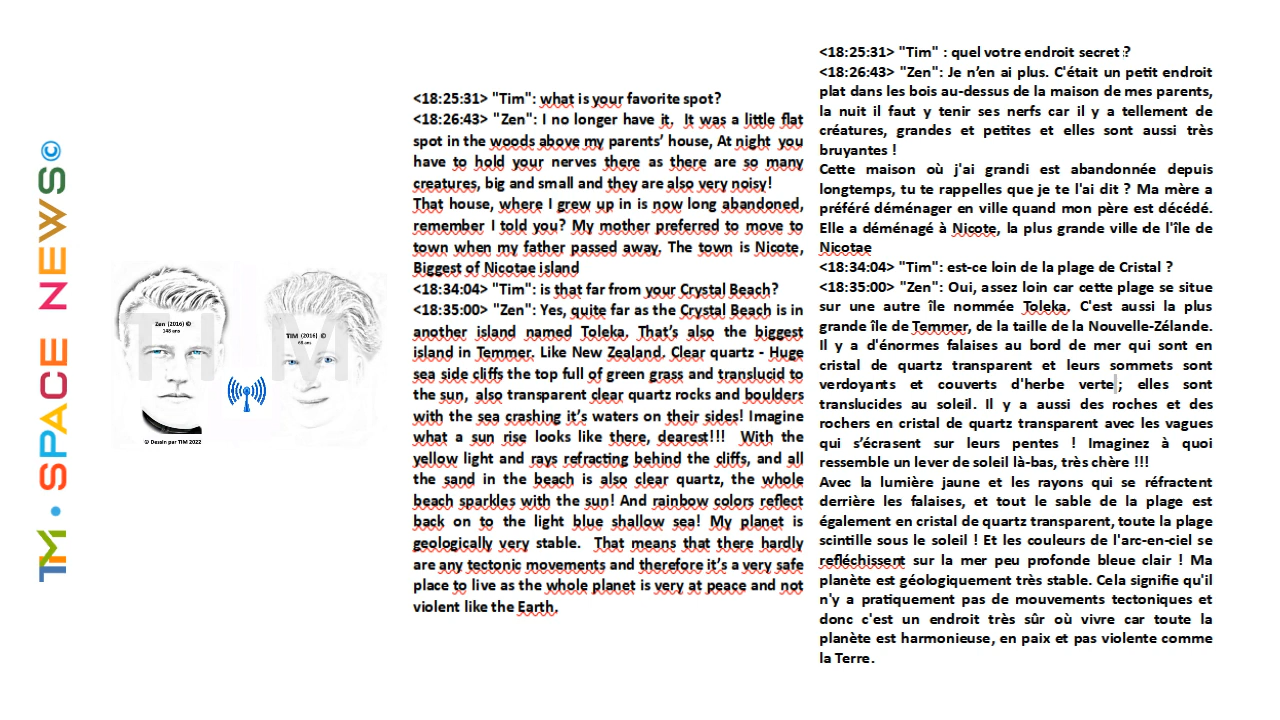 TM • SPACE NEWS©
Zen (2016) ©
148 ans
TIM (2016) ©
68 ans
© Dessin par TIM 2022
T I M
<18:25:31> "Tim": what is your favorite spot?
<18:26:43> "Zen": I no longer have it. It was a little flat
spot in the woods above my parents’ house, At night you
have to hold your nerves there as there are so many
creatures, big and small and they are also very noisy!
That house, where I grew up in is now long abandoned,
remember I told you? My mother preferred to move to
town when my father passed away. The town is Nicote,
Biggest of Nicotae island
<18:34:04> "Tim": is that far from your Crystal Beach?
<18:35:00> "Zen": Yes, quite far as the Crystal Beach is in
another island named Toleka, That’s also the biggest
island in Temmer. Like New Zealand. Clear quartz - Huge
sea side cliffs the top full of green grass and translucid to
the sun, also transparent clear quartz rocks and boulders
with the sea crashing it’s waters on their sides! Imagine
what a sun rise looks like there, dearest!!! With the
yellow light and rays refracting behind the cliffs, and all
the sand in the beach is also clear quartz, the whole
beach sparkles with the sun! And rainbow colors reflect
back on to the light blue shallow sea! My planet is
geologically very stable. That means that there hardly
are any tectonic movements and therefore it’s a very safe
place to live as the whole planet is very at peace and not
violent like the Earth.
<18:25:31> "Tim" : quel votre endroit secret ?
<18:26:43> "Zen": Je n’en ai plus. C'était un petit endroit
plat dans les bois au-dessus de la maison de mes parents,
la nuit il faut y tenir ses nerfs car il y a tellement de
créatures, grandes et petites et elles sont aussi très
bruyantes !
Cette maison où j'ai grandi est abandonnée depuis
longtemps, tu te rappelles que je te l'ai dit ? Ma mère a
préféré déménager en ville quand mon père est décédé.
Elle a déménagé à Nicote, la plus grande ville de l'île de
Nicotae
<18:34:04> "Tim": est-ce loin de la plage de Cristal ?
<18:35:00> "Zen": Oui, assez loin car cette plage se situe
sur une autre île nommée Toleka, C'est aussi la plus
grande île de Temmer, de la taille de la Nouvelle-Zélande.
Il y a d'énormes falaises au bord de mer qui sont en
cristal de quartz transparent et leurs sommets sont
verdoyants et couverts d'herbe verte ; elles sont
translucides au soleil. Il y a aussi des roches et des
rochers en cristal de quartz transparent avec les vagues
qui s’écrasent sur leurs pentes ! Imaginez à quoi
ressemble un lever de soleil là-bas, très chère !!!
Avec la lumière jaune et les rayons qui se réfractent
derrière les falaises, et tout le sable de la plage est
également en cristal de quartz transparent, toute la plage
scintille sous le soleil ! Et les couleurs de l'arc-en-ciel se
refléchissent sur la mer peu profonde bleue clair ! Ma
planète est géologiquement très stable. Cela signifie qu'il
n'y a pratiquement pas de mouvements tectoniques et
donc c'est un endroit très sûr où vivre car toute la
planète est harmonieuse, en paix et pas violente comme
la Terre.